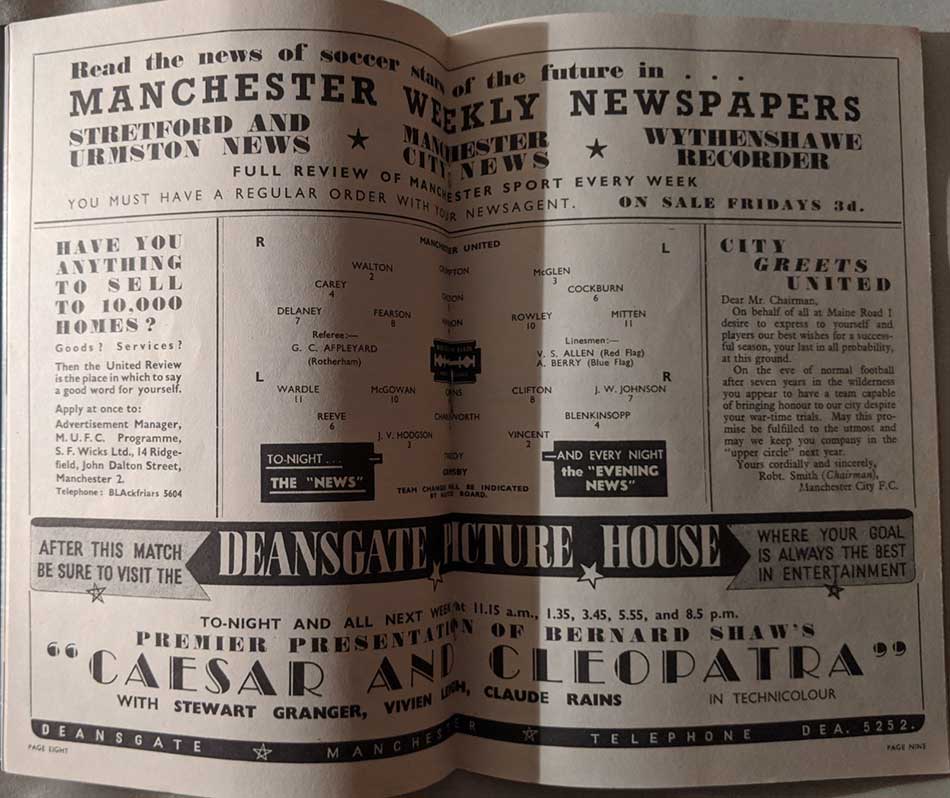 Read the news of soccer stars of the future in . . .
MANCHESTER WEEKLY NEWSPAPERS
STRETFORD AND
URMSTON NEWS
MANCHESTER
CITY NEWS
WYTHENSHAWE
RECORDER
FULL REVIEW OF MANCHESTER SPORT EVERY WEEK
YOU MUST HAVE A REGULAR ORDER WITH YOUR NEWSAGENT. ON SALE FRIDAYS 3d.
HAVE YOU
ANYTHING
TO SELL
TO 10,000
HOMES?
Goods? Services?
Then the United Review
is the place in which to say
a good word for yourself.
Apply at once to:
Advertisement Manager,
M.U.F.C. Programme,
S. F. Wicks Ltd., 14 Ridge-
field, John Dalton Street,
Manchester 2.
Telephone: BLAckfriars 5604
R MANCHESTER UNITED L
WALTON
2
McGLEN
3
CAREY
4
COCKBURN
6
DELANEY
7
FEARSON
8
ROWLEY
10
MITTEN
11
Referee:—
G. C. APPLEYARD
(Rotherham)
Linesmen:—
V. S. ALLEN (Red Flag)
A. BERRY (Blue Flag)
L R
WARDLE
11
McGOWAN
10
CLIFTON
8
J. W. JOHNSON
7
REEVE
6
BLENKINSOPP
4
J. V. HODGSON
3
VINCENT
2
GRIMSBY
TO-NIGHT ...
THE "NEWS"
TEAM CHANGES WILL BE INDICATED
BY NOTE BOARD.
—AND EVERY NIGHT
the "EVENING
NEWS"
CITY
GREETS
UNITED
Dear Mr. Chairman,
On behalf of all at Maine Road I
desire to express to yourself and
players our best wishes for a success-
ful season, your last in all probability,
at this ground.
On the eve of normal football
after seven years in the wilderness
you appear to have a team capable
of bringing honour to our city despite
your war-time trials. May this pro-
mise be fulfilled to the utmost and
may we keep you company in the
"upper circle" next year.
Yours cordially and sincerely,
Robt. Smith (Chairman),
Manchester City F.C.
AFTER THIS MATCH
BE SURE TO VISIT THE
DEANSGATE PICTURE HOUSE
WHERE YOUR GOAL
IS ALWAYS THE BEST
IN ENTERTAINMENT
TO-NIGHT AND ALL NEXT WEEK at 11.15 a.m., 1.35, 3.45, 5.55, and 8.5 p.m.
PREMIER PRESENTATION OF BERNARD SHAW'S
"CAESAR AND CLEOPATRA"
WITH STEWART GRANGER, VIVIEN LEIGH, CLAUDE RAINS IN TECHNICOLOUR
DEANSGATE MANCHESTER TELEPHONE DEA. 5252.
PAGE EIGHT
PAGE NINE